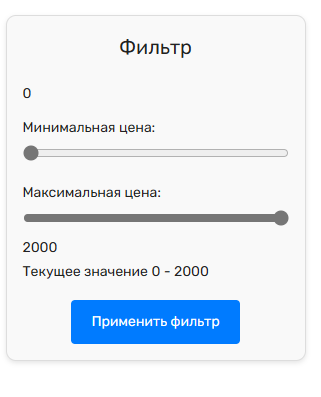 Фильтр
0
Минимальная цена:
Максимальная цена:
2000
Текущее значение 0 - 2000
Применить фильтр